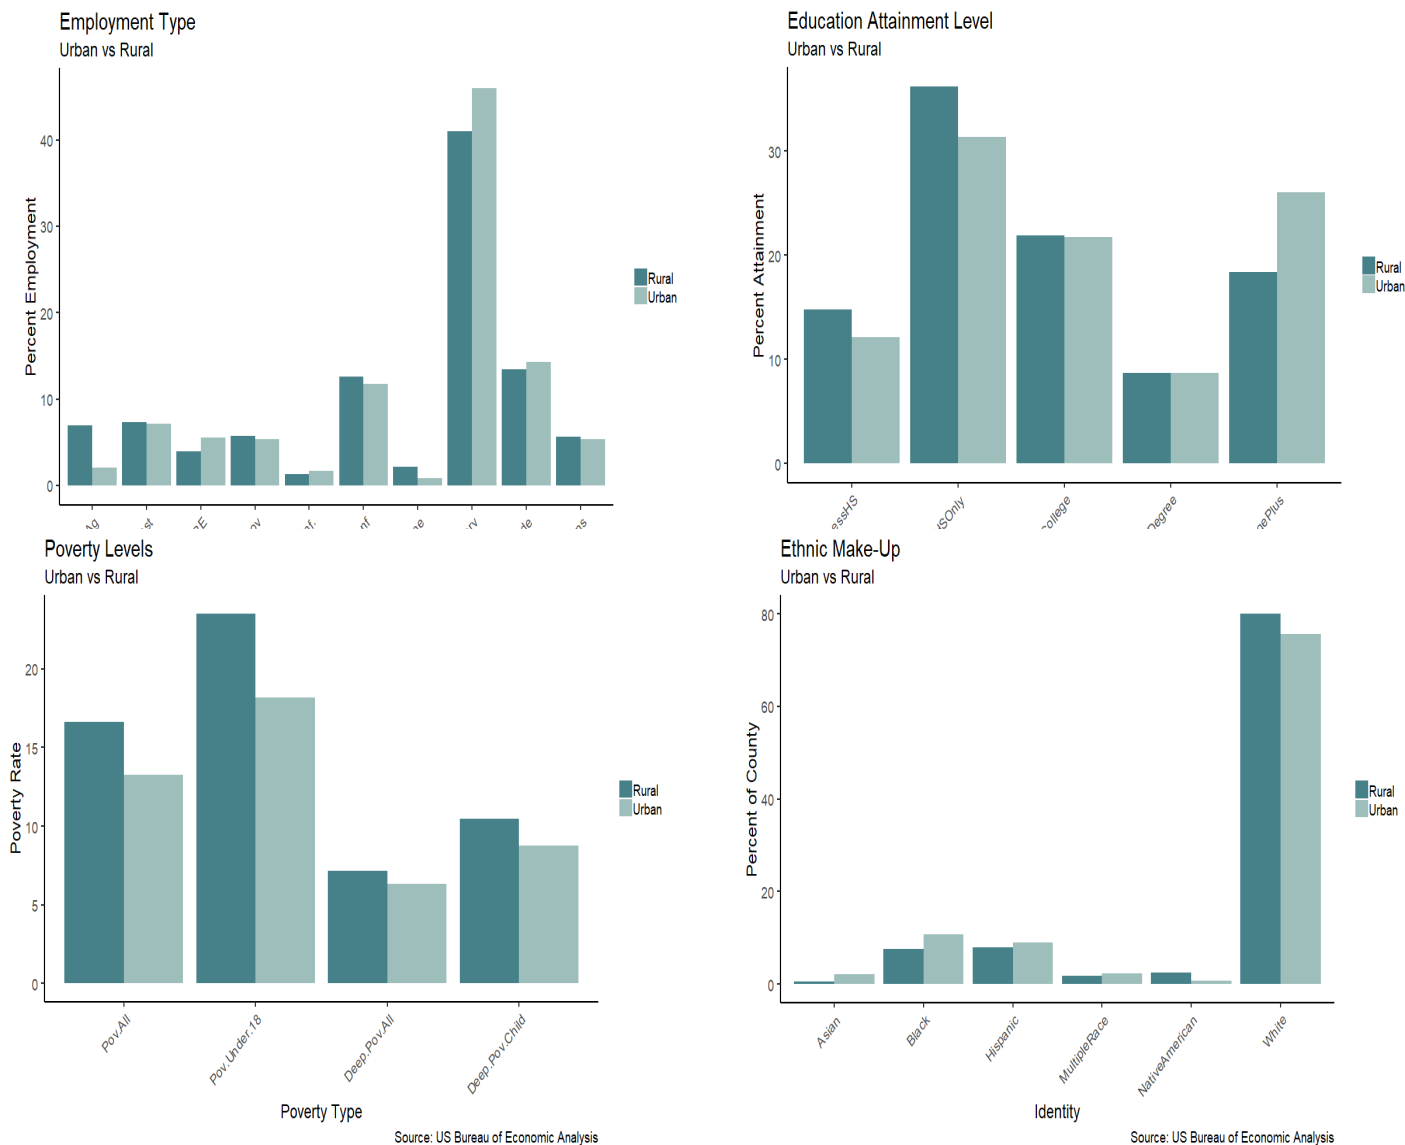 Employment Type
Urban vs Rural
Percent Employment
40
30
20
10
0
Rural
Urban
Ag
Education Attainment Level
Urban vs Rural
Percent Attainment
30
20
10
0
Rural
Urban
Poverty Levels
Urban vs Rural
Poverty Rate
20
15
10
5
0
Rural
Urban
Pov.All
Pov.Under.18
Deep.Pov.All
Deep.Pov.Child
Poverty Type
Source: US Bureau of Economic Analysis
Ethnic Make-Up
Urban vs Rural
Percent of County
80
60
40
20
0
Rural
Urban
Asian
Black
Hispanic
MultipleRace
NativeAmerican
White
Identity
Source: US Bureau of Economic Analysis